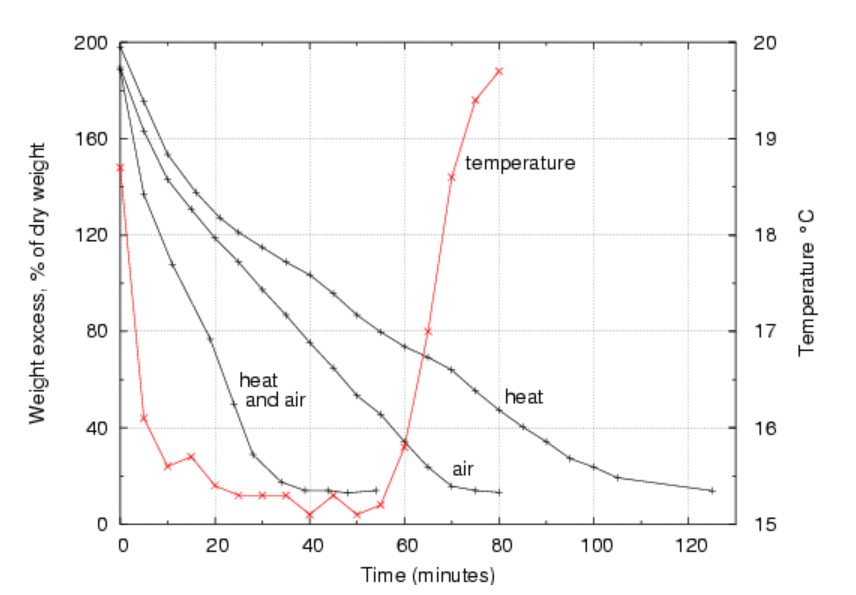 Weight excess, % of dry weight
200
160
120
80
40
0
0 20 40 60 80 100 120
Time (minutes)
20
19
18
17
16
15
Temperature °C
temperature
heat
and air
heat
air